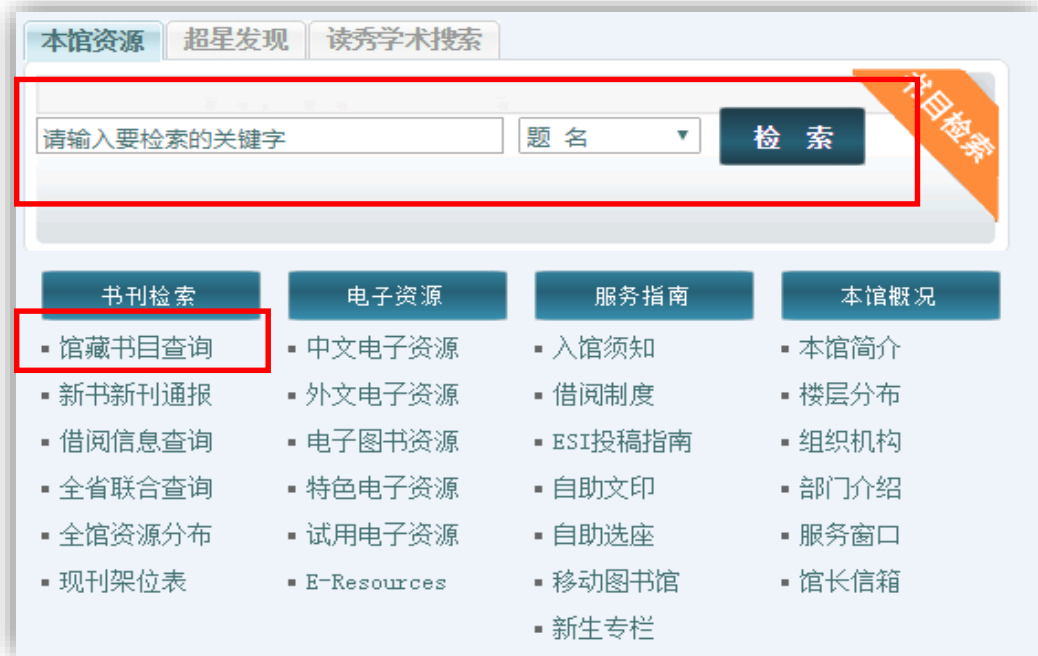 本馆资源 超星发现 读秀学术搜索
书目检索
请输入要检索的关键字 题 名 检 索
书刊检索 电子资源 服务指南 本馆概况
▪ 馆藏书目查询 ▪ 中文电子资源 ▪ 入馆须知 ▪ 本馆简介
▪ 新书新刊通报 ▪ 外文电子资源 ▪ 借阅制度 ▪ 楼层分布
▪ 借阅信息查询 ▪ 电子图书资源 ▪ ESI投稿指南 ▪ 组织机构
▪ 全省联合查询 ▪ 特色电子资源 ▪ 自助文印 ▪ 部门介绍
▪ 全馆资源分布 ▪ 试用电子资源 ▪ 自助选座 ▪ 服务窗口
▪ 现刊架位表 ▪ E-Resources ▪ 移动图书馆 ▪ 馆长信箱
▪ 新生专栏